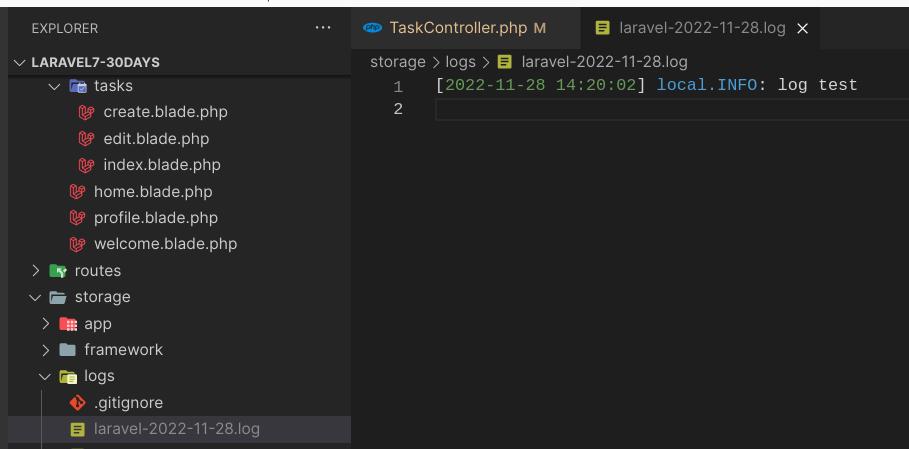 EXPLORER ...
LARAVEL7-30DAYS
tasks
create.blade.php
edit.blade.php
index.blade.php
home.blade.php
profile.blade.php
welcome.blade.php
routes
storage
app
framework
logs
.gitignore
laravel-2022-11-28.log
php TaskController.php M
laravel-2022-11-28.log ×
storage > logs > laravel-2022-11-28.log
1 [2022-11-28 14:20:02] local.INFO: log test
2